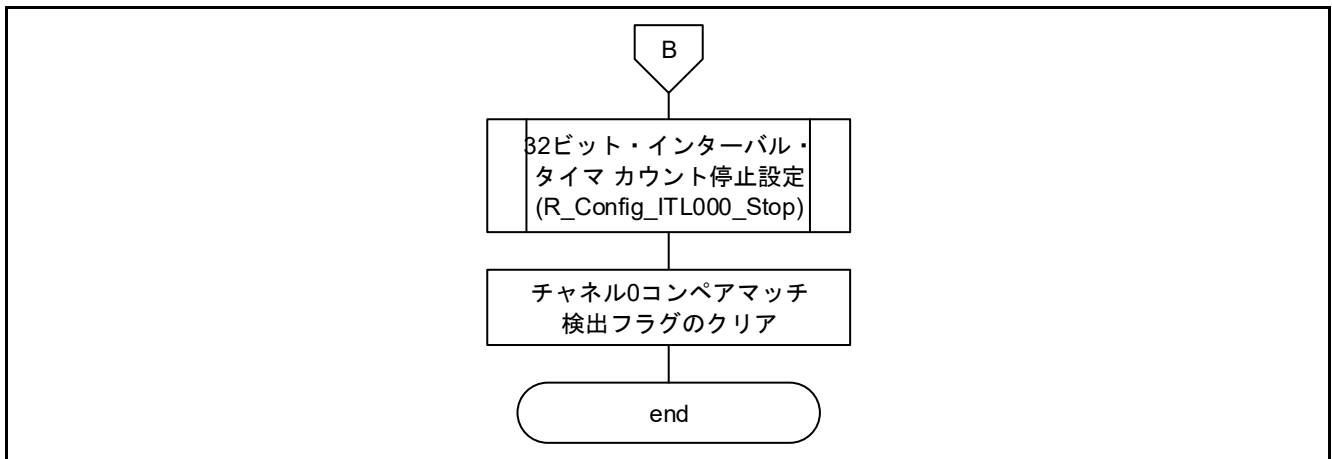 B
32ビット・インターバル・
タイマ カウント停止設定
(R_Config_ITL000_Stop)
チャネル0コンペアマッチ
検出フラグのクリア
end